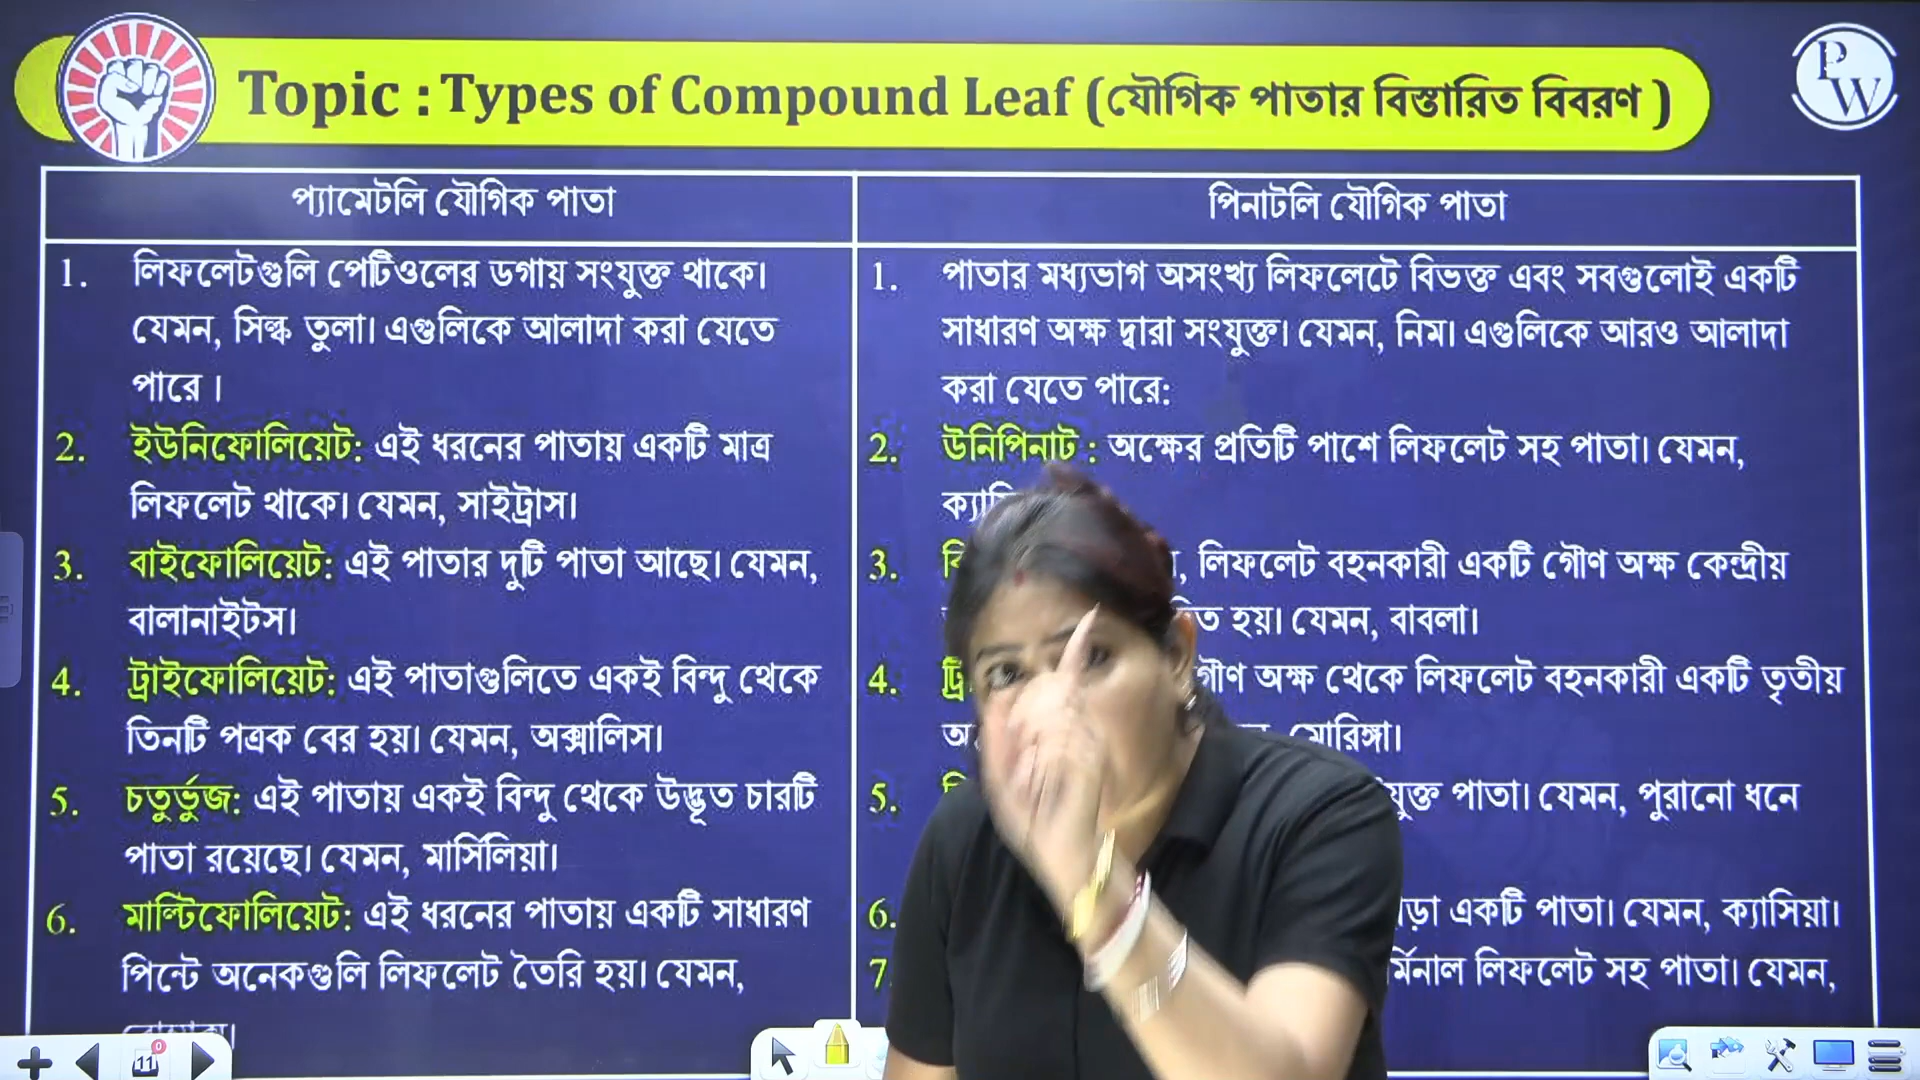 Topic : Types of Compound Leaf (যৌগিক পাতার বিস্তারিত বিবরণ )
PW
প্যামেটলি যৌগিক পাতা
1. লিফলেটগুলি পেটিওলের ডগায় সংযুক্ত থাকে।
যেমন, সিল্ক তুলা। এগুলিকে আলাদা করা যেতে
পারে ।
2. ইউনিফোলিয়েট: এই ধরনের পাতায় একটি মাত্র
লিফলেট থাকে। যেমন, সাইট্রাস।
3. বাইফোলিয়েট: এই পাতার দুটি পাতা আছে। যেমন,
বালানাইটস।
4. ট্রাইফোলিয়েট: এই পাতাগুলিতে একই বিন্দু থেকে
তিনটি পত্রক বের হয়। যেমন, অক্সালিস।
5. চতুর্ভুজ: এই পাতায় একই বিন্দু থেকে উদ্ভূত চারটি
পাতা রয়েছে। যেমন, মার্সিলিয়া।
6. মাল্টিফোলিয়েট: এই ধরনের পাতায় একটি সাধারণ
পিন্টে অনেকগুলি লিফলেট তৈরি হয়। যেমন,
পিনাটলি যৌগিক পাতা
1. পাতার মধ্যভাগ অসংখ্য লিফলেটে বিভক্ত এবং সবগুলোই একটি
সাধারণ অক্ষ দ্বারা সংযুক্ত। যেমন, নিম। এগুলিকে আরও আলাদা
করা যেতে পারে:
2. উনিপিনাট : অক্ষের প্রতিটি পাশে লিফলেট সহ পাতা। যেমন,
3. লিফলেট বহনকারী একটি গৌণ অক্ষ কেন্দ্রীয়
হয়। যেমন, বাবলা।
4. গৌণ অক্ষ থেকে লিফলেট বহনকারী একটি তৃতীয়
মোরিঙ্গা।
5. যুক্ত পাতা। যেমন, পুরানো ধনে
6. একটি পাতা। যেমন, ক্যাসিয়া।
7 লিফলেট সহ পাতা। যেমন,
11
0